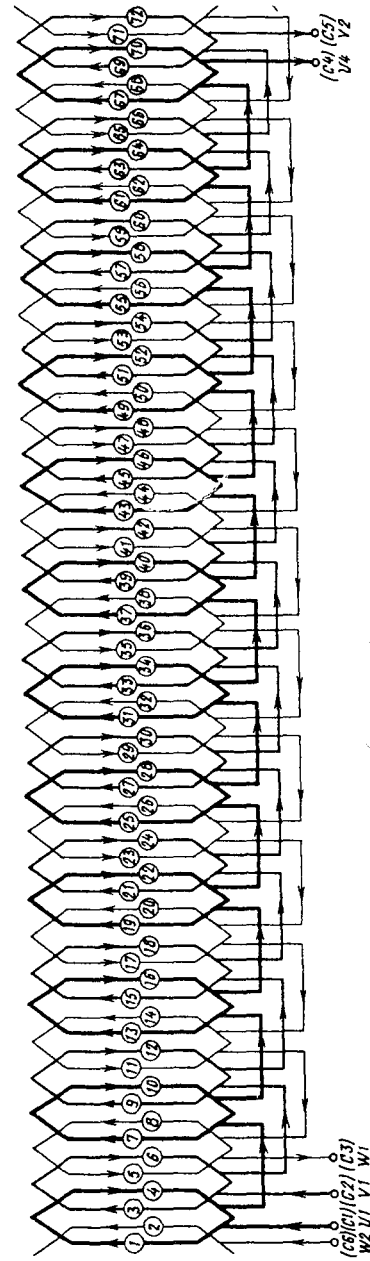 1 3 5 7 9 11 13 15 17 19 21 23 25 27 29 31 33 35 37 39 41 43 45 47 49 51 53 55 57 59 61 63 65 67 69 71
2 4 6 8 10 12 14 16 18 20 22 24 26 28 30 32 34 36 38 40 42 44 46 48 50 52 54 56 58 60 62 64 66 68 70 72
(C6) (C1) (C2) (C3)
W2 U1 V1 W1
(C4) (C5)
U4 V2